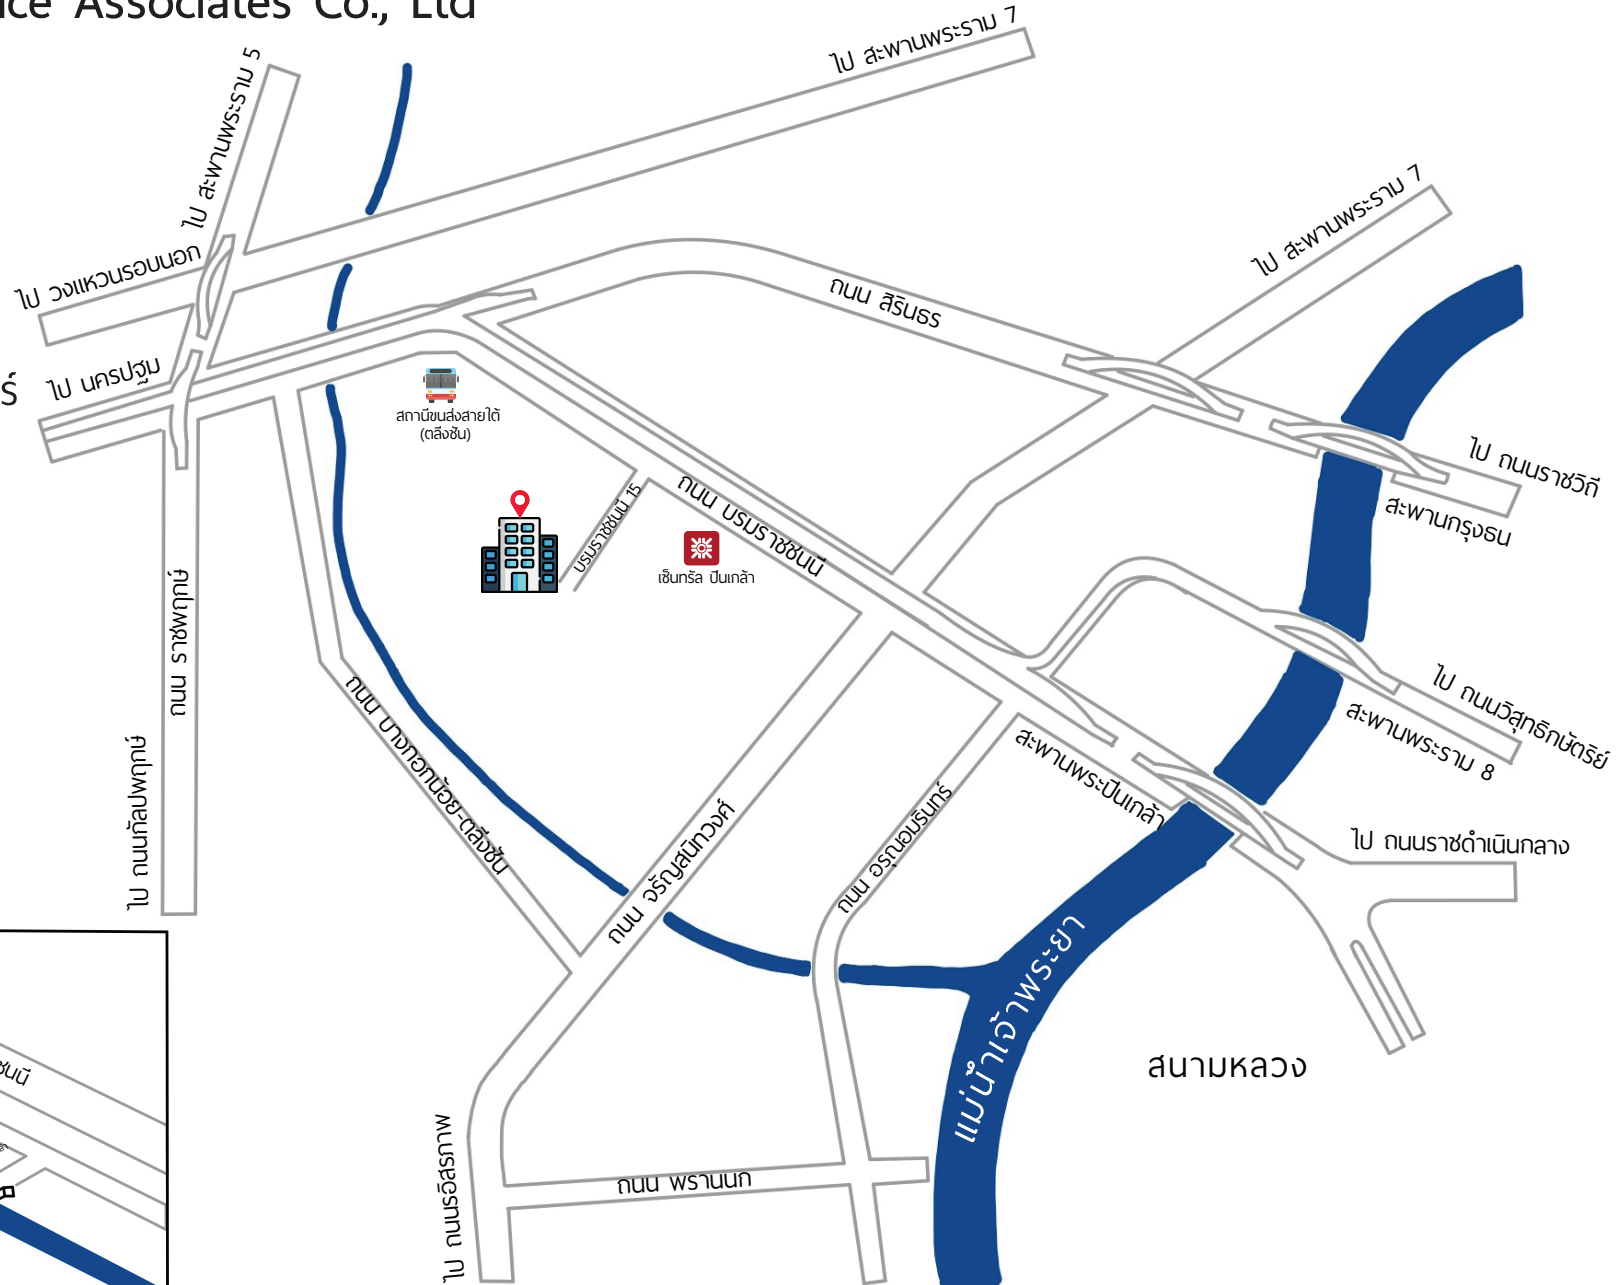 Associates Co., Ltd
ไป สะพานพระราม 7
ไป สะพานพระราม 5
ไป สะพานพระราม 7
ไป วงแหวนรอบนอก
ถนน สิรินธร
ไป นครปฐม
สถานีขนส่งสายใต้
(ตลิ่งชัน)
ไป ถนนราชวิถี
สะพานกรุงธน
ถนน บรมราชชนนี
บรมราชชนนี 15
เซ็นทรัล ปิ่นเกล้า
ถนน ราชพฤกษ์
ไป ถนนวิสุทธิกษัตริย์
สะพานพระราม 8
ถนน บางกอกน้อย-ตลิ่งชัน
สะพานพระปิ่นเกล้า
ไป ถนนกัลปพฤกษ์
ถนน จรัญสนิทวงศ์
ถนน อรุณอมรินทร์
ไป ถนนราชดำเนินกลาง
แม่น้ำเจ้าพระยา
สนามหลวง
ถนน พรานนก
ไป ถนนอิสรภาพ